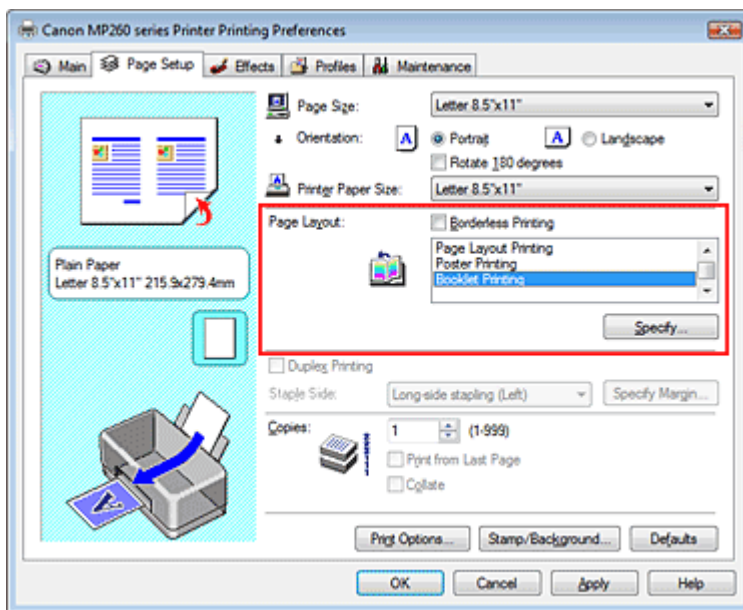 Canon MP260 series Printer Printing Preferences
Main Page Setup Effects Profiles Maintenance
Page Size: Letter 8.5"x11"
Orientation: A Portrait A Landscape
Rotate 180 degrees
Printer Paper Size: Letter 8.5"x11"
Page Layout: Borderless Printing
Page Layout Printing
Poster Printing
Booklet Printing
Specify...
Plain Paper
Letter 8.5"x11" 215.9x279.4mm
Duplex Printing
Staple Side: Long-side stapling (Left) Specify Margin...
Copies: 1 (1-999)
Print from Last Page
Collate
Print Options... Stamp/Background... Defaults
OK Cancel Apply Help